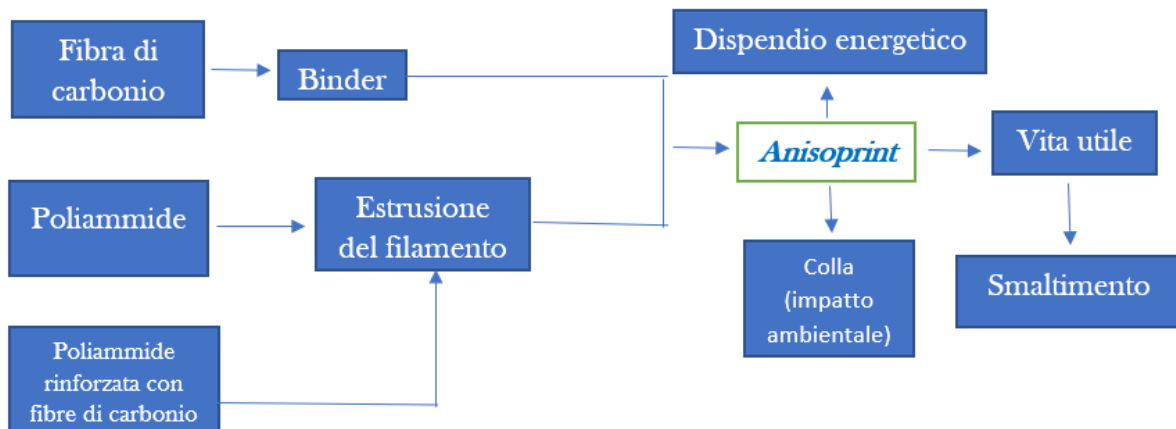 Fibra di
carbonio
Binder
Dispendio energetico
Anisoprint
Vita utile
Poliammide
Estrusione
del filamento
Colla
(impatto
ambientale)
Smaltimento
Poliammide
rinforzata con
fibre di carbonio